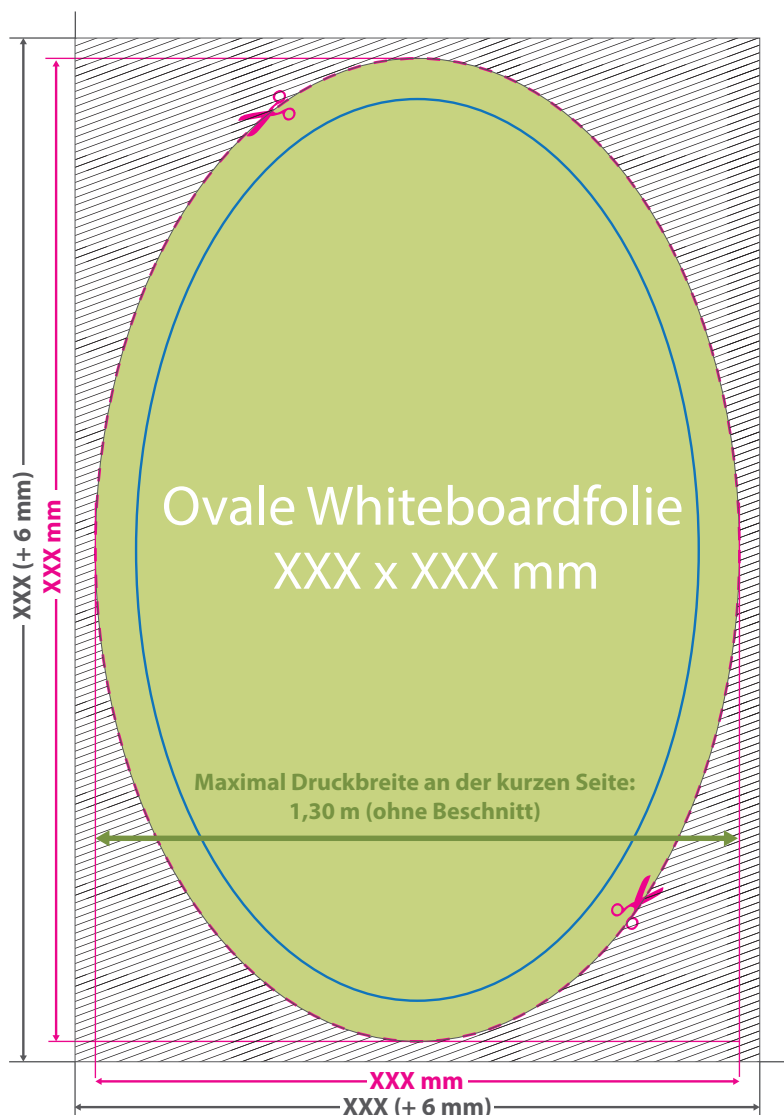 XXX (+ 6 mm)
XXX mm
Ovale Whiteboardfolie
XXX x XXX mm
Maximal Druckbreite an der kurzen Seite:
1,30 m (ohne Beschnitt)
XXX mm
XXX (+ 6 mm)